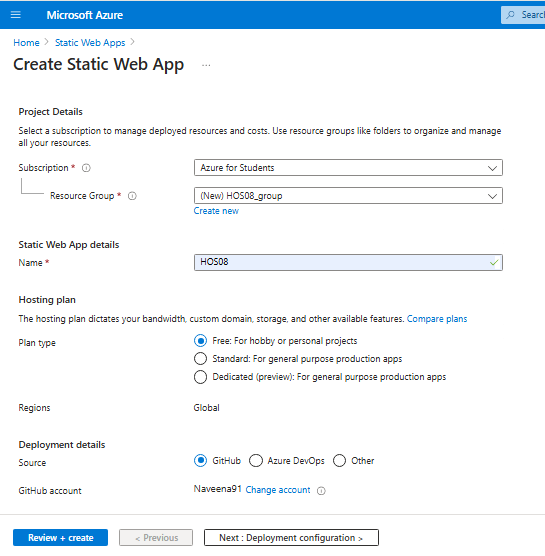 Microsoft Azure
Search
Home > Static Web Apps >
Create Static Web App ...
Project Details
Select a subscription to manage deployed resources and costs. Use resource groups like folders to organize and manage
all your resources.
Subscription *
Azure for Students
Resource Group *
(New) HOS08_group
Create new
Static Web App details
Name *
HOS08
Hosting plan
The hosting plan dictates your bandwidth, custom domain, storage, and other available features. Compare plans
Plan type
Free: For hobby or personal projects
Standard: For general purpose production apps
Dedicated (preview): For general purpose production apps
Regions
Global
Deployment details
Source
GitHub
Azure DevOps
Other
GitHub account
Naveena91 Change account
Review + create
< Previous
Next : Deployment configuration >